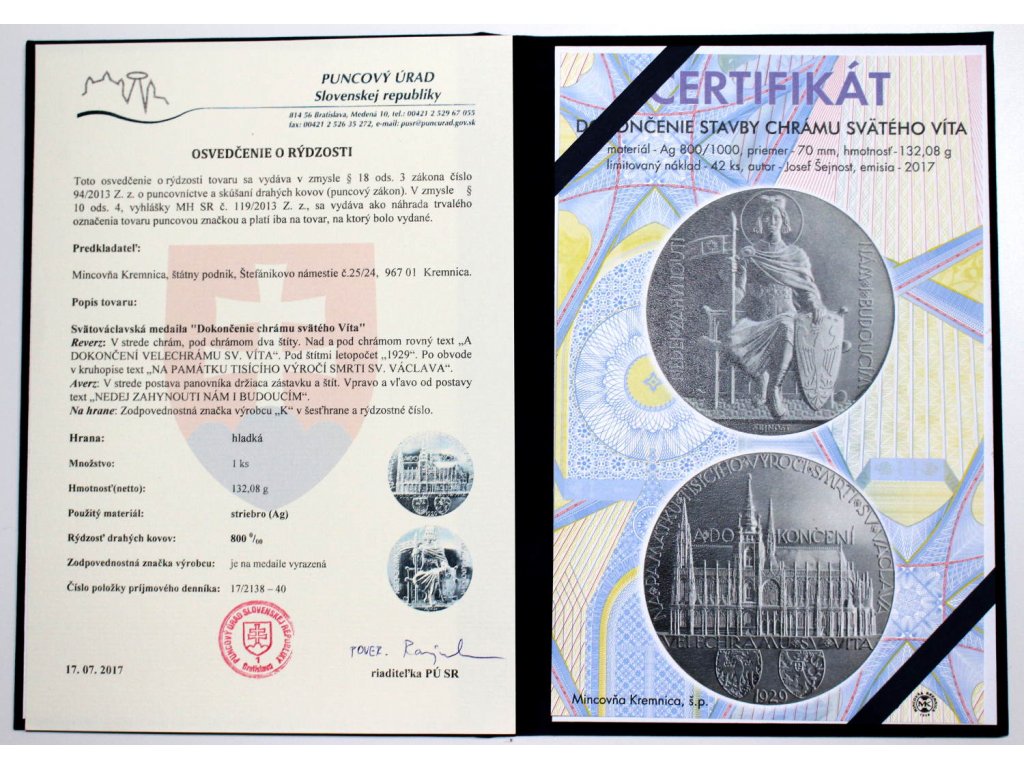 PUNCOVÝ ÚRAD
Slovenskej republiky
814 56 Bratislava, Medená 10, tel.: 00421 2 529 67 055
fax: 00421 2 526 35 272, e-mail: pusr@puncurad.gov.sk
OSVEDČENIE O RÝDZOSTI
Toto osvedčenie o rýdzosti tovaru sa vydáva v zmysle § 18 ods. 3 zákona číslo
94/2013 Z. z. o puncovníctve a skúšaní drahých kovov (puncový zákon). V zmysle §
10 ods. 4, vyhlášky MH SR č. 119/2013 Z. z., sa vydáva ako náhrada trvalého
označenia tovaru puncovou značkou a platí iba na tovar, na ktorý bolo vydané.
Predkladateľ:
Mincovňa Kremnica, štátny podnik, Štefánikovo námestie č.25/24, 967 01 Kremnica.
Popis tovaru:
Svätováclavská medaila "Dokončenie chrámu svätého Víta"
Reverz: V strede chrám, pod chrámom dva štíty. Nad a pod chrámom rovný text „A
DOKONČENÍ VELECHRÁMU SV. VÍTA“. Pod štítmi letopočet „1929“. Po obvode
v kruhopise text „NA PAMÁTKU TISÍCÍHO VÝROČÍ SMRTI SV. VÁCLAVA“.
Averz: V strede postava panovníka držiaca zástavku a štít. Vpravo a vľavo od postavy
text „NEDEJ ZAHYNOUTI NÁM I BUDOUCÍM“.
Na hrane: Zodpovednostná značka výrobcu „K“ v šesťhrane a rýdzostné číslo.
Hrana: hladká
Množstvo: 1 ks
Hmotnosť(netto): 132,08 g
Použitý materiál: striebro (Ag)
Rýdzosť drahých kovov: 800 ⁰/₀₀
Zodpovednostná značka výrobcu: je na medaile vyrazená
Číslo položky príjmového denníka: 17/2138 – 40
PUNCOVÝ ÚRAD SLOVENSKEJ REPUBLIKY
1
Bratislava
POVER.
17. 07. 2017
riaditeľka PÚ SR
CERTIFIKÁT
DOKONČENIE STAVBY CHRÁMU SVÄTÉHO VÍTA
materiál - Ag 800/1000, priemer - 70 mm, hmotnosť -132,08 g
limitovaný náklad - 42 ks, autor - Josef Šejnost, emisia - 2017
NEDEJ ZAHYNOUTI
NÁM I BUDOUCÍM
ŠEJNOST
NA PAMÁTKU TISÍCÍHO VÝROČÍ SMRTI SV. VÁCLAVA
A DO KONČENÍ
VELECHRÁMU SV. VÍTA
1929
Mincovňa Kremnica, š.p.